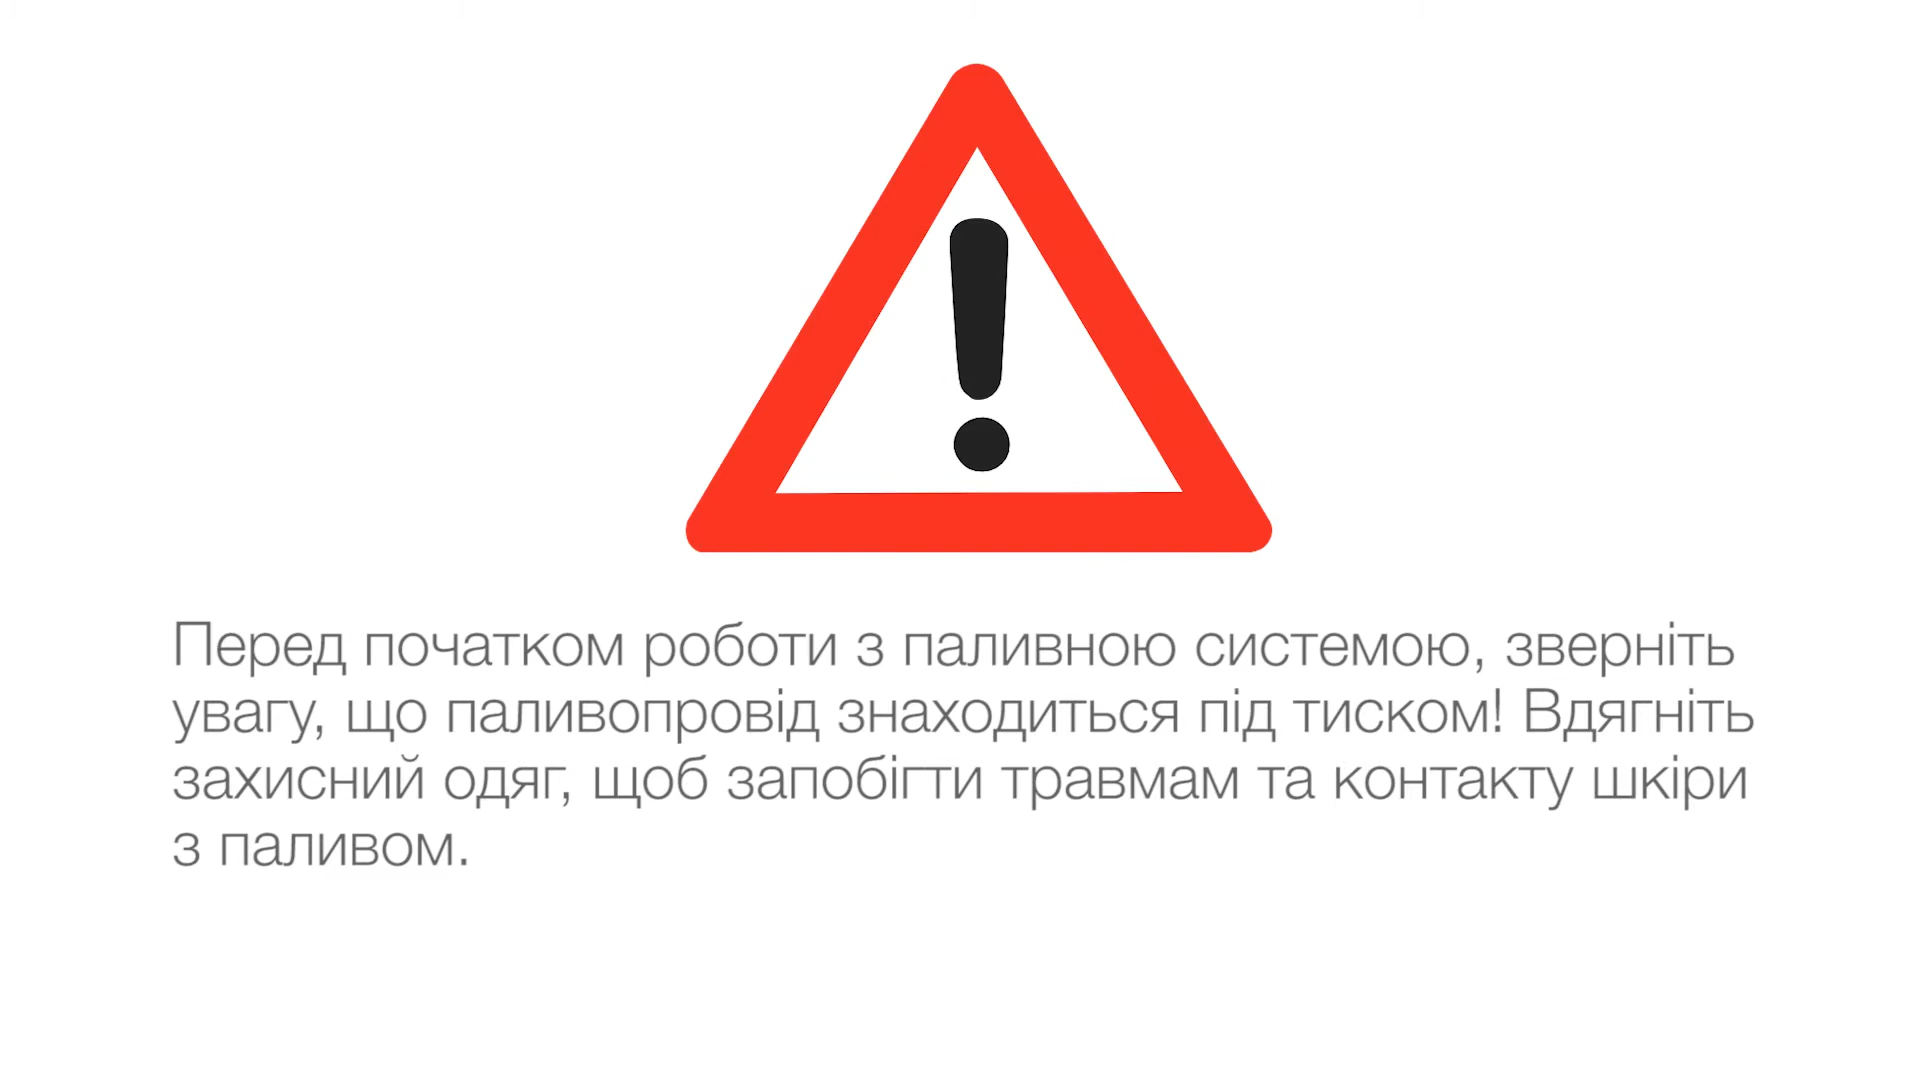 Перед початком роботи з паливною системою, зверніть
увагу, що паливопровід знаходиться під тиском! Вдягніть
захисний одяг, щоб запобігти травмам та контакту шкіри
з паливом.